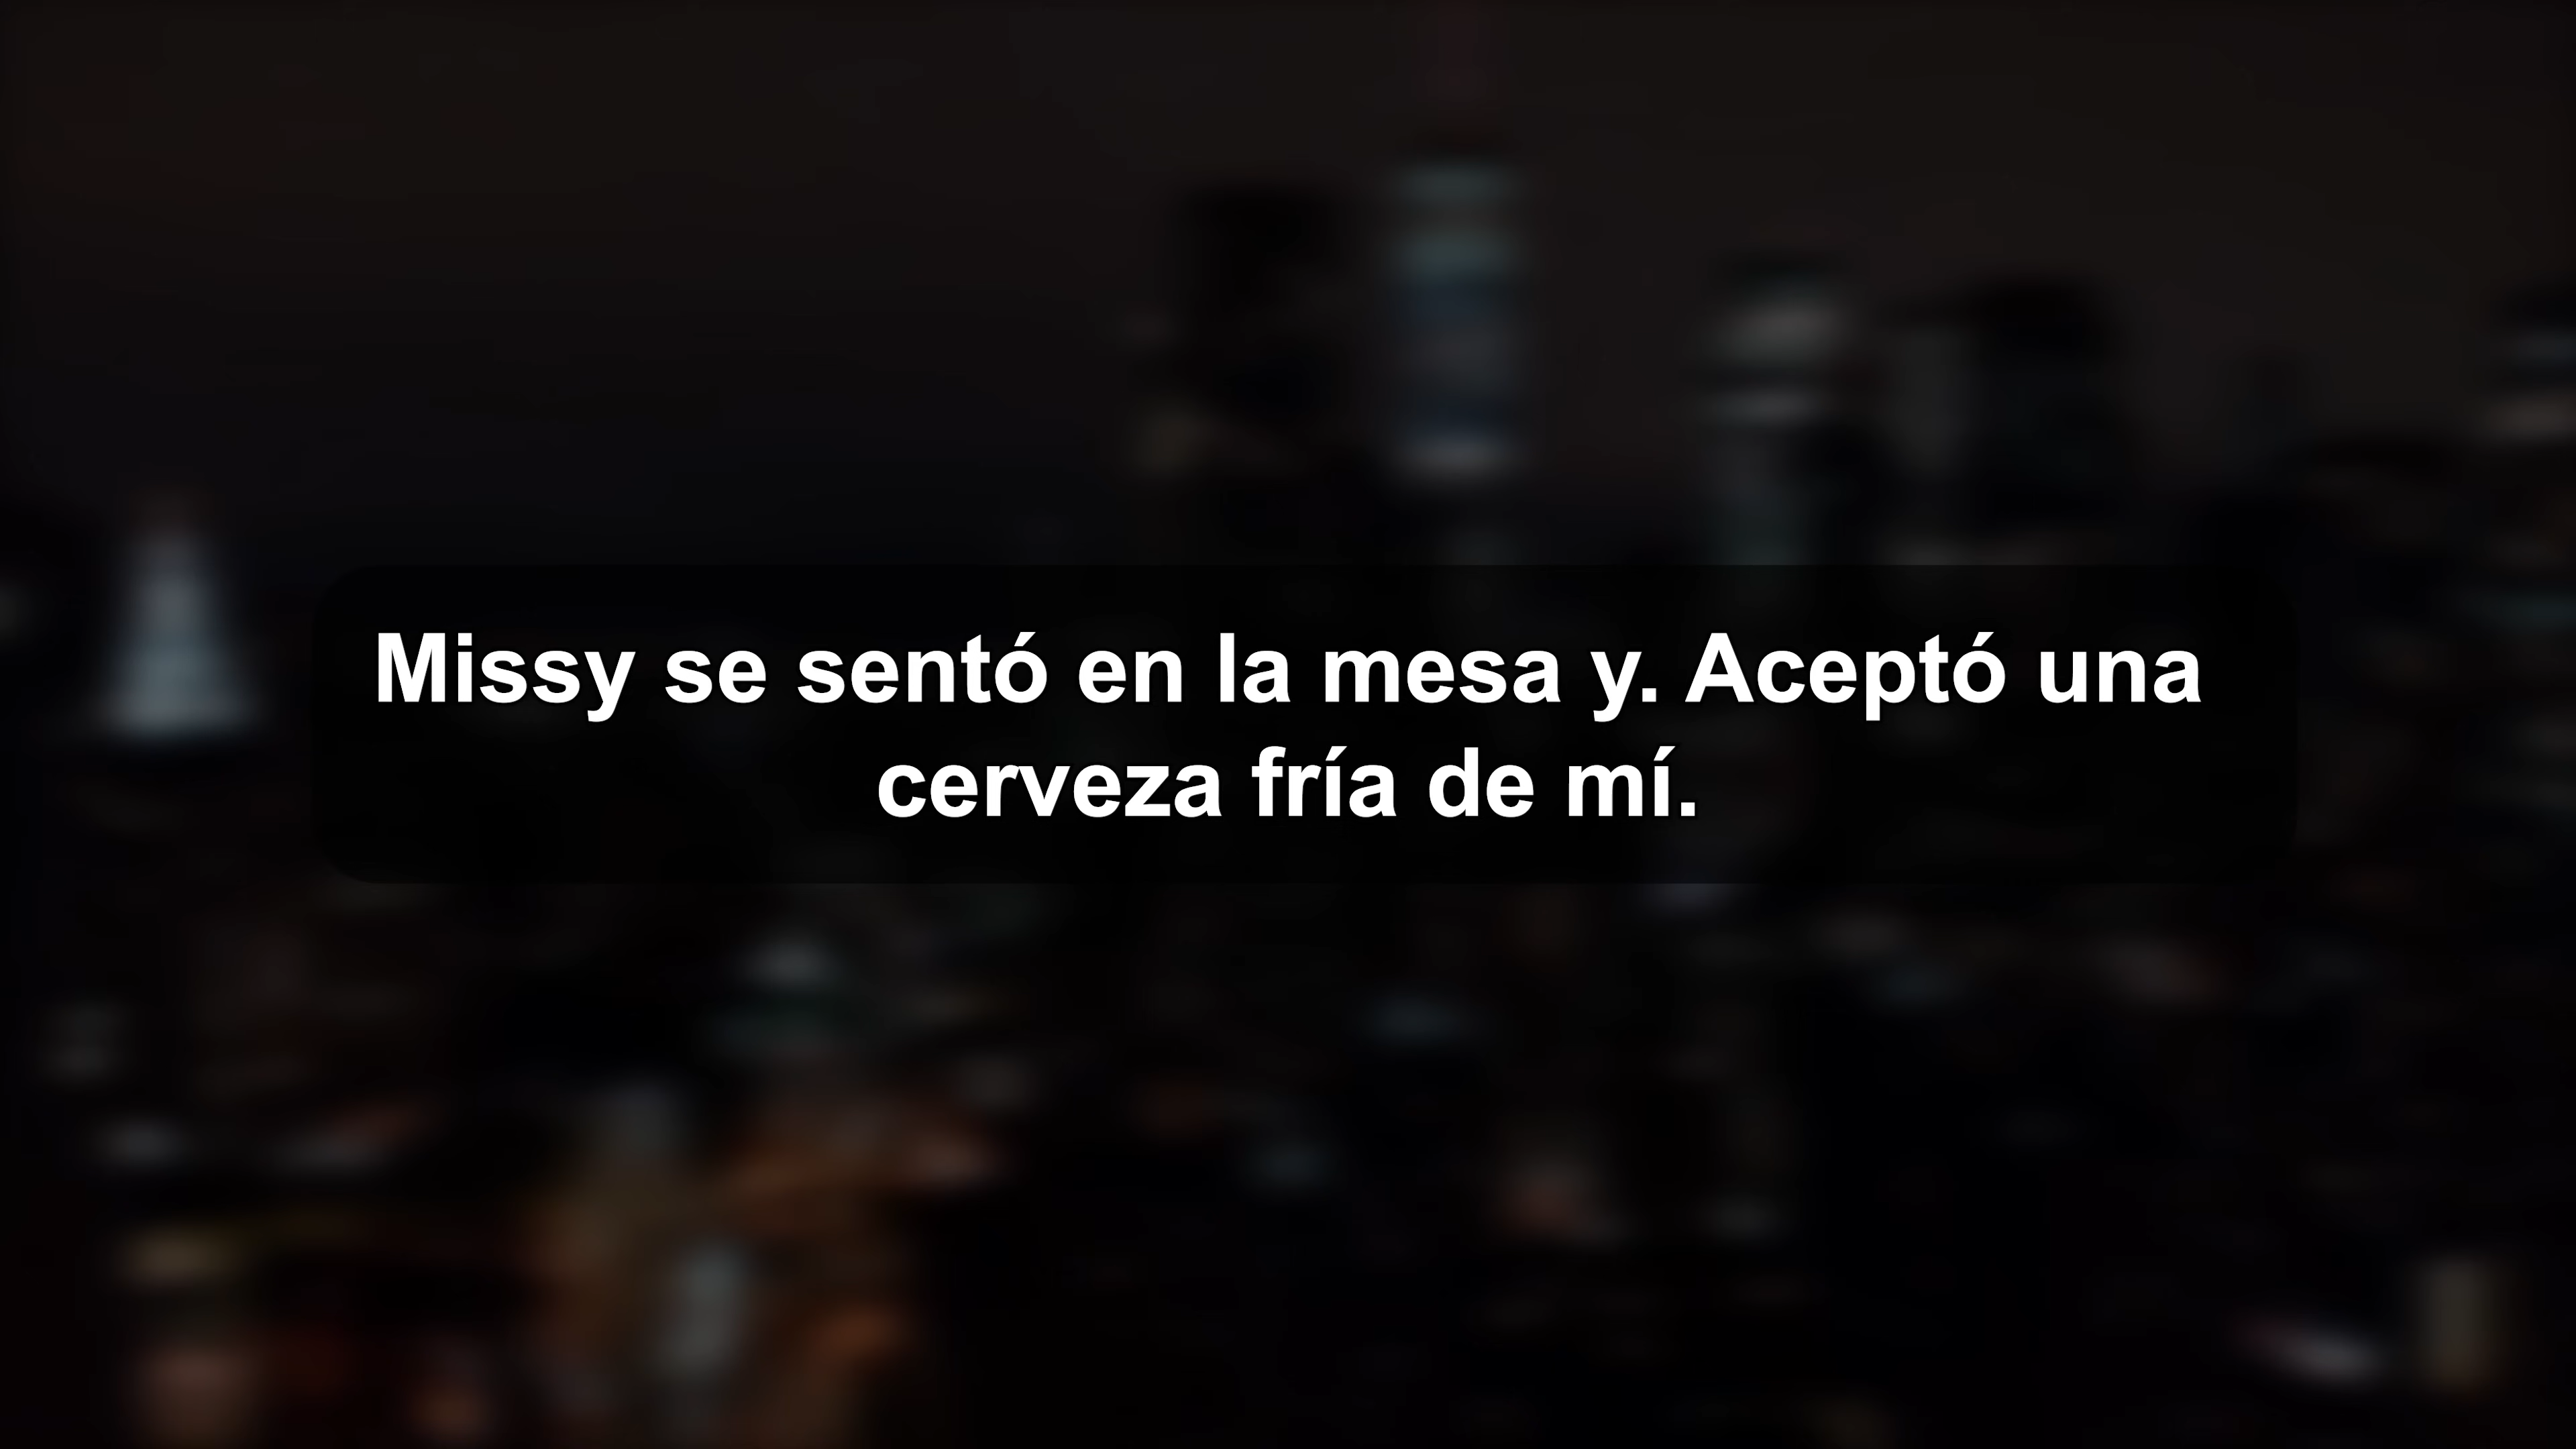 Missy se sentó en la mesa y. Aceptó una
cerveza fría de mí.